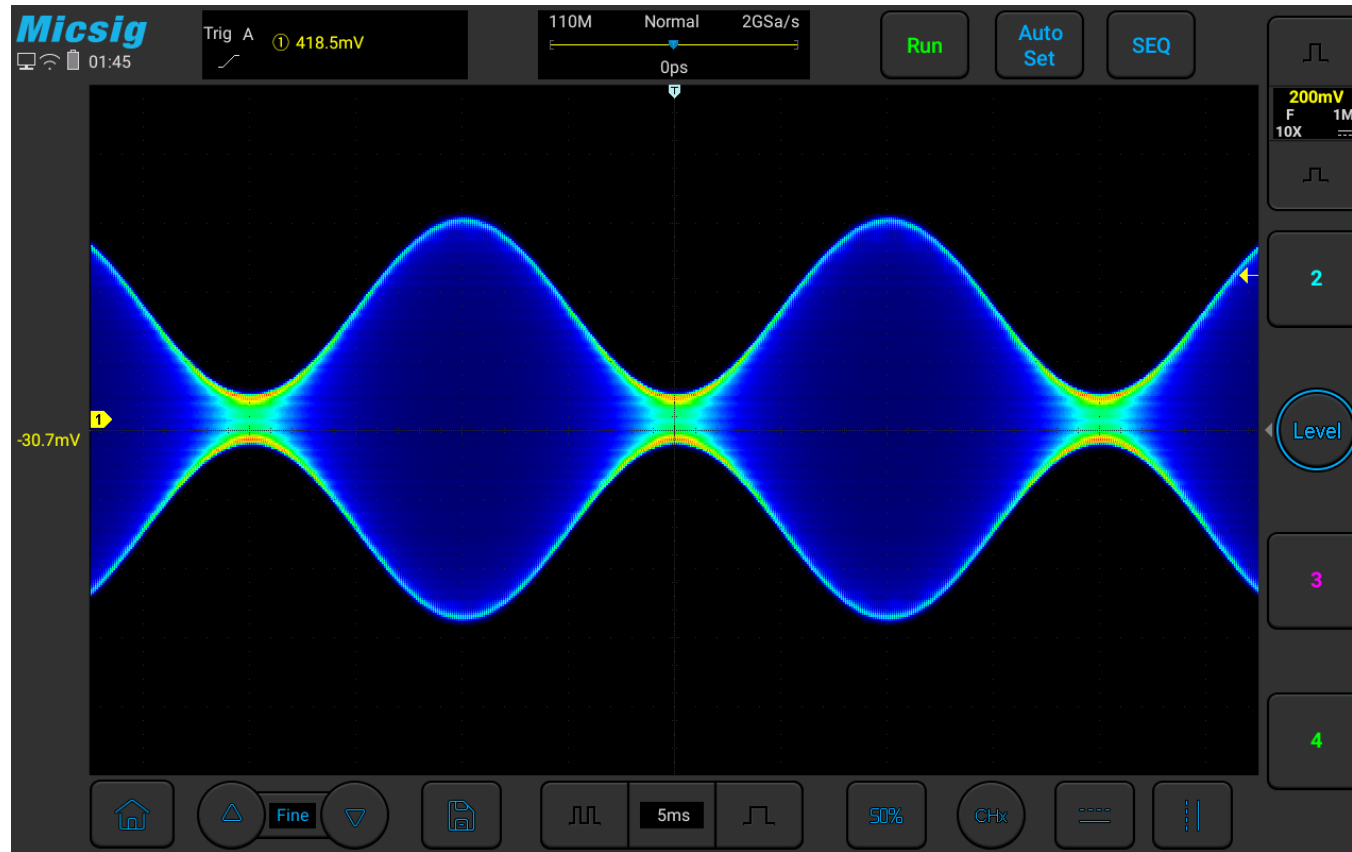 Micsig
01:45
Trig A
① 418.5mV
110M Normal 2GSa/s
0ps
Run
Auto
Set
SEQ
T
200mV
F 1M
10X
2
1
-30.7mV
Level
3
4
Fine
5ms
50%
CHx